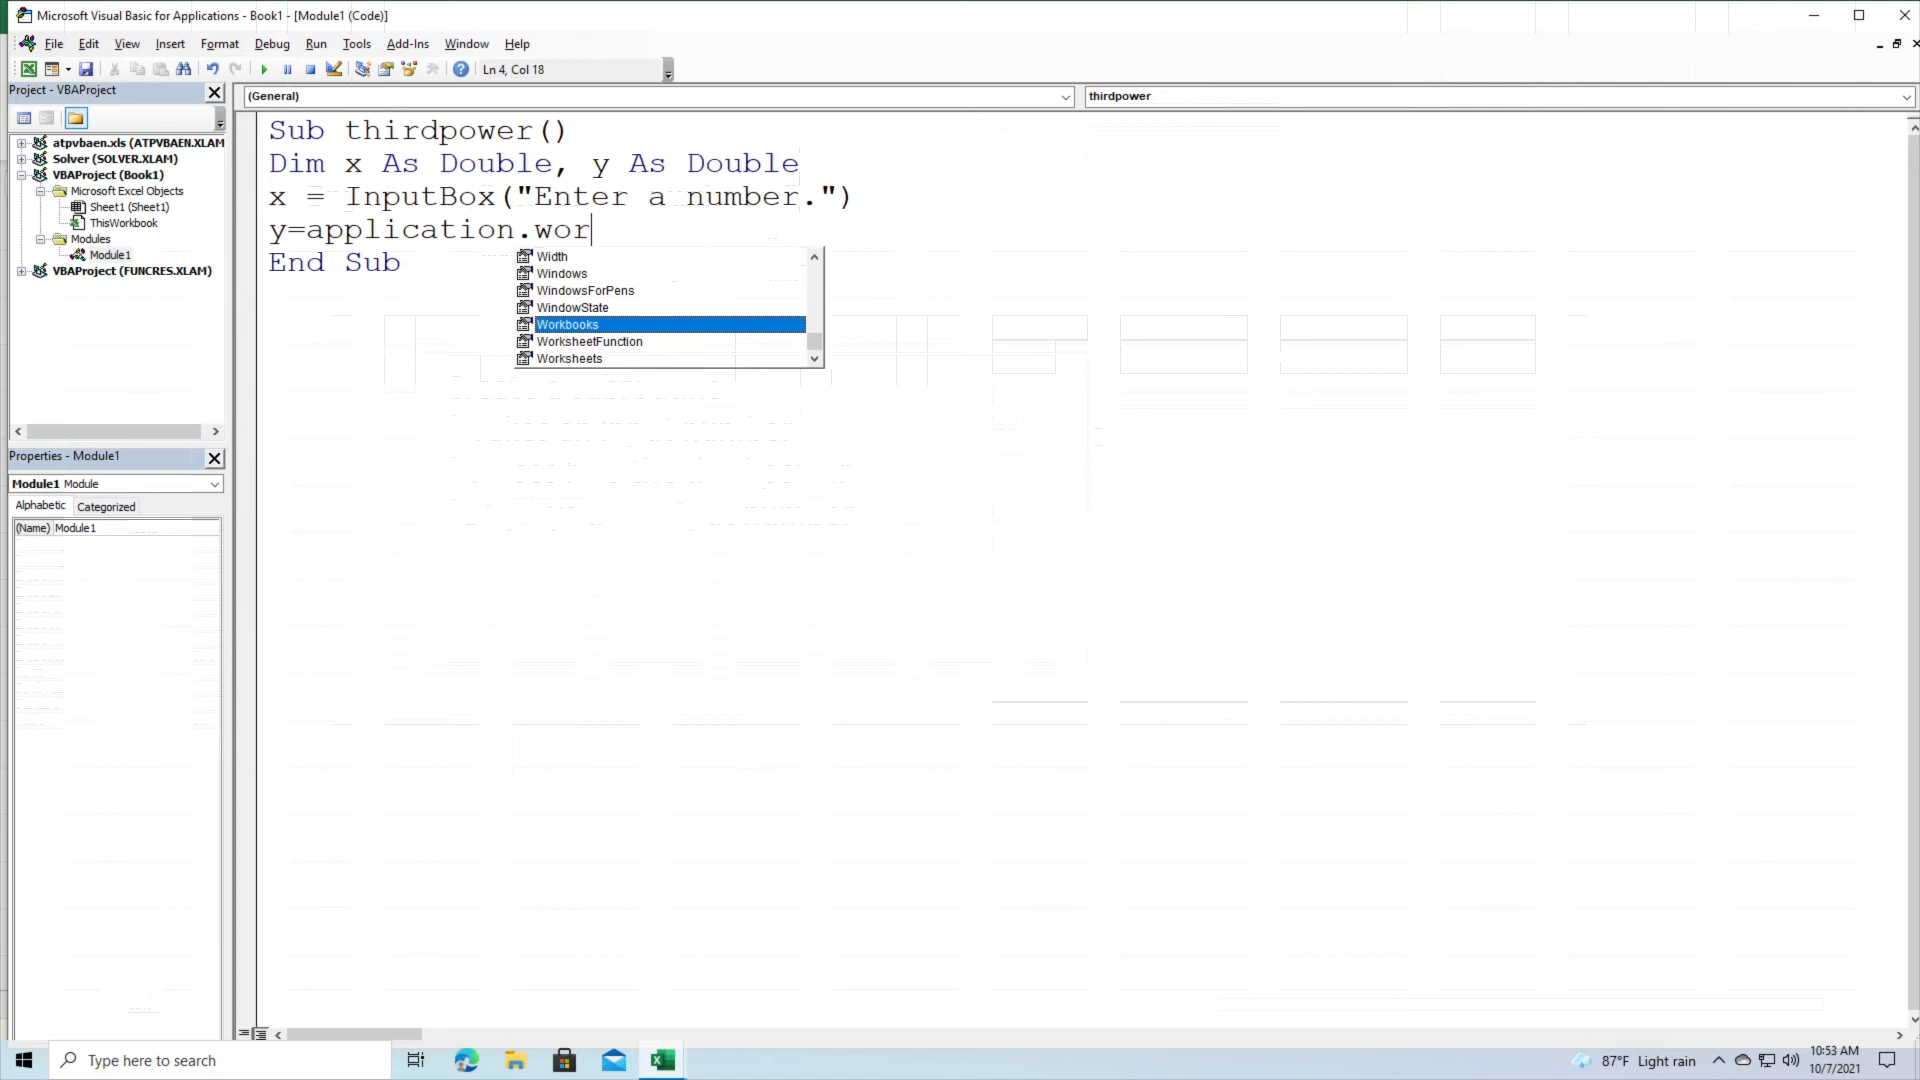 Microsoft Visual Basic for Applications - Book1 - [Module1 (Code)]
File Edit View Insert Format Debug Run Tools Add-Ins Window Help
Ln 4, Col 18
Project - VBAProject
(General)
thirdpower
atpvbaen.xls (ATPVBAEN.XLAM
Solver (SOLVER.XLAM)
VBAProject (Book1)
Microsoft Excel Objects
Sheet1 (Sheet1)
ThisWorkbook
Modules
Module1
VBAProject (FUNCRES.XLAM)
Sub thirdpower()
Dim x As Double, y As Double
x = InputBox("Enter a number.")
y=application.wor
End Sub
Width
Windows
WindowsForPens
WindowState
Workbooks
WorksheetFunction
Worksheets
Properties - Module1
Module1 Module
Alphabetic Categorized
(Name) Module1
Type here to search
87°F Light rain
10:53 AM
10/7/2021